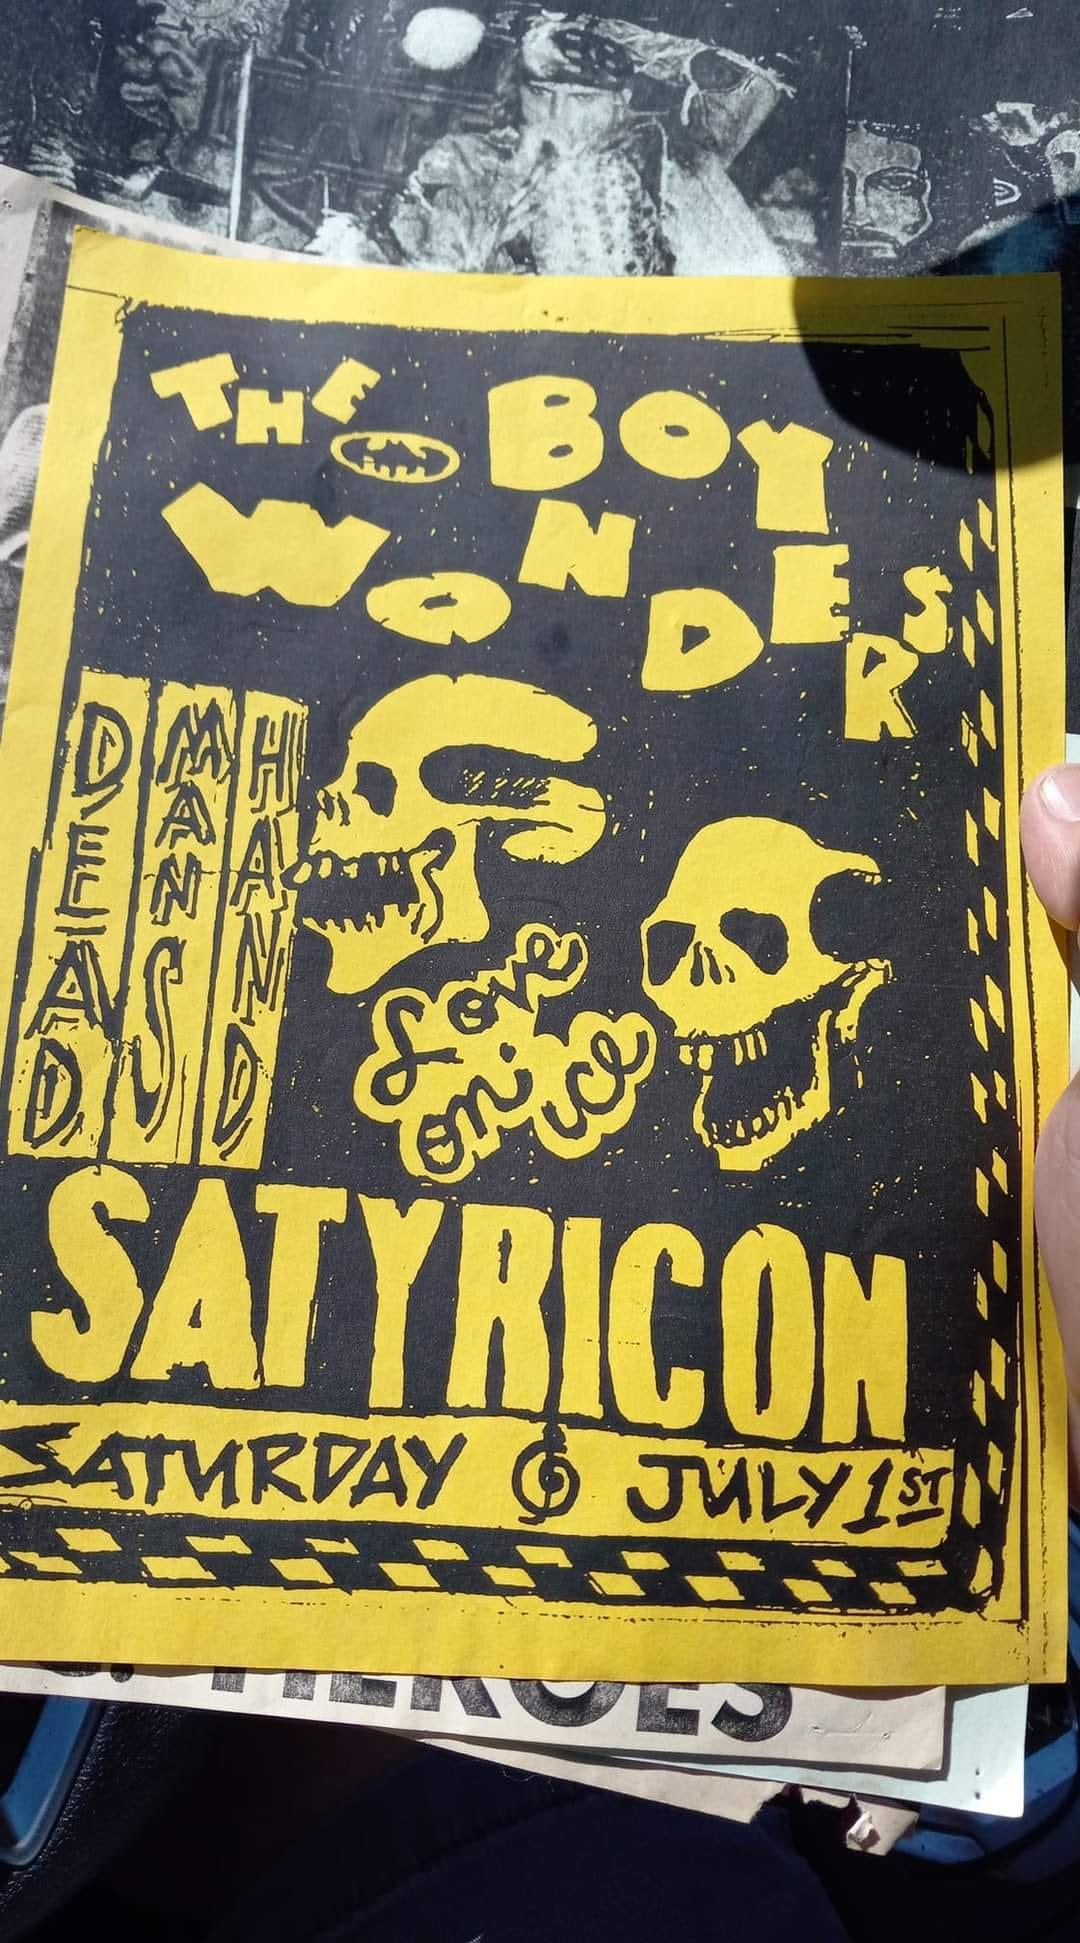 THE BOY
WONDERS
DEAD
MANS
HAND
Love
on ice
SATYRICON
SATURDAY JULY 1ST
HEROES